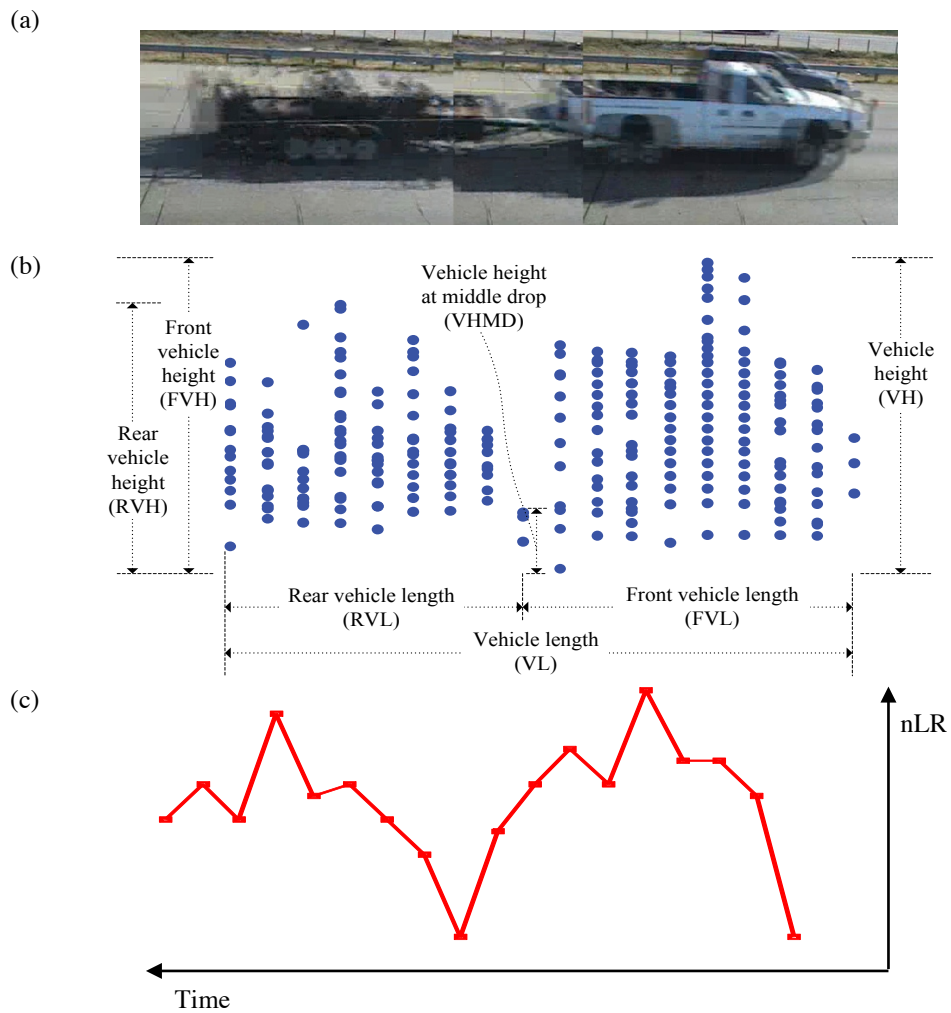 (a)
(b)
Vehicle height
at middle drop
(VHMD)
Front
vehicle
height
(FVH)
Rear
vehicle
height
(RVH)
Vehicle
height
(VH)
Rear vehicle length
(RVL)
Front vehicle length
(FVL)
Vehicle length
(VL)
(c)
nLR
Time